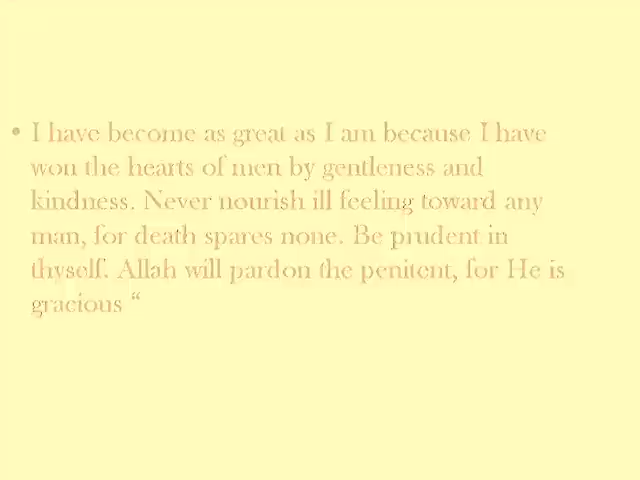 • I have become as great as I am because I have
won the hearts of men by gentleness and
kindness. Never nourish ill feeling toward any
man, for death spares none. Be prudent in
thyself. Allah will pardon the penitent, for He is
gracious “